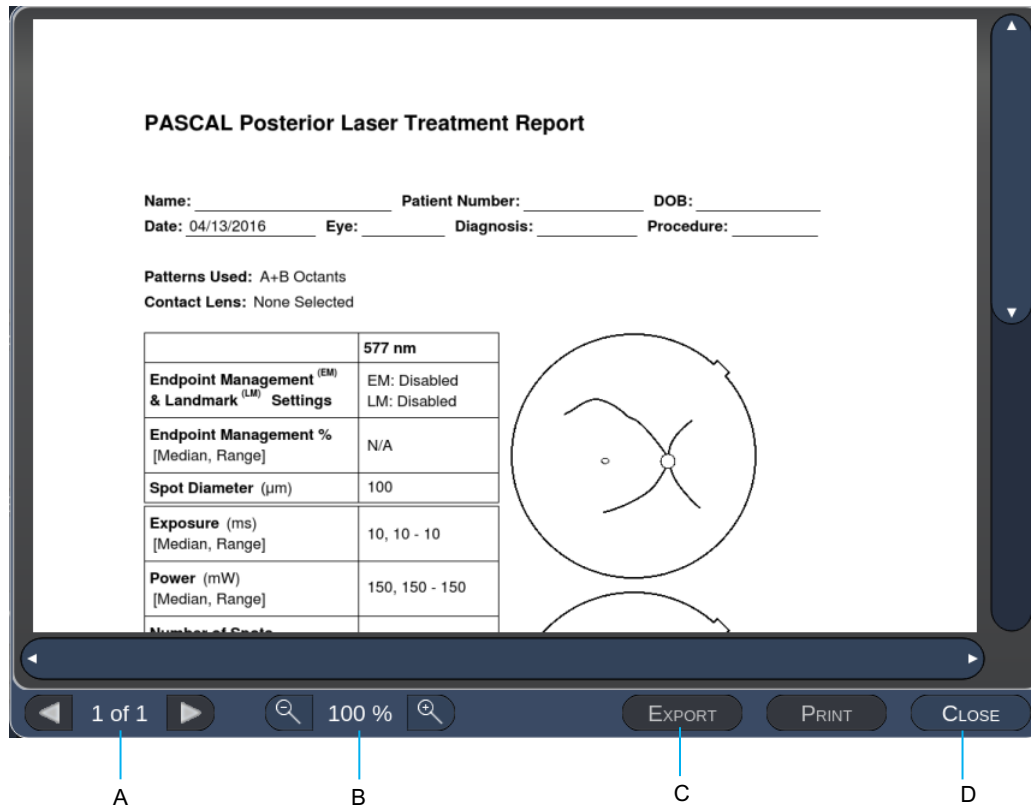 PASCAL Posterior Laser Treatment Report
Name: Patient Number: DOB:
Date: 04/13/2016 Eye: Diagnosis: Procedure:
Patterns Used: A+B Octants
Contact Lens: None Selected
577 nm
Endpoint Management (EM) & Landmark (LM) Settings
EM: Disabled
LM: Disabled
Endpoint Management %
[Median, Range]
N/A
Spot Diameter (µm) 100
Exposure (ms)
[Median, Range]
10, 10 - 10
Power (mW)
[Median, Range]
150, 150 - 150
Number of Spots
1 of 1 100 % EXPORT PRINT CLOSE
A B C D